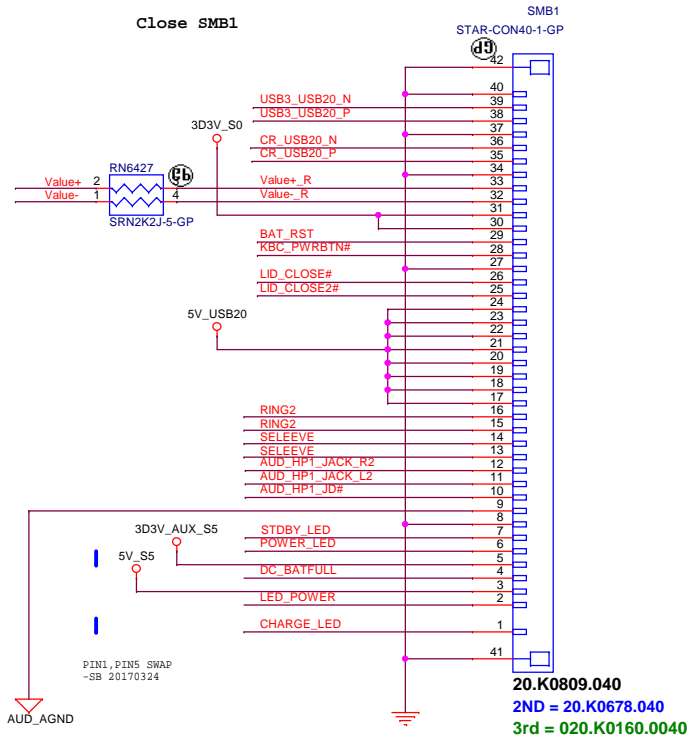 Close SMB1
SMB1
STAR-CON40-1-GP
42
40
USB3_USB20_N 39
USB3_USB20_P 38
3D3V_S0 37
CR_USB20_N 36
CR_USB20_P 35
34
RN6427
Value+ 2 3 Value+_R 33
Value- 1 4 Value-_R 32
SRN2K2J-5-GP
31
30
BAT_RST 29
KBC_PWRBTN# 28
27
LID_CLOSE# 26
LID_CLOSE2# 25
24
5V_USB20 23
22
21
20
19
18
17
RING2 16
RING2 15
SELEEVE 14
SELEEVE 13
AUD_HP1_JACK_R2 12
AUD_HP1_JACK_L2 11
AUD_HP1_JD# 10
9
8
3D3V_AUX_S5 STDBY_LED 7
POWER_LED 6
5V_S5 5
DC_BATFULL 4
3
LED_POWER 2
CHARGE_LED 1
41
PIN1,PIN5 SWAP
-SB 20170324
AUD_AGND
20.K0809.040
2ND = 20.K0678.040
3rd = 020.K0160.0040